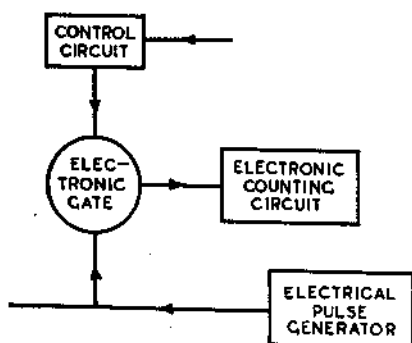 CONTROL
CIRCUIT
ELEC-
TRONIC
GATE
ELECTRONIC
COUNTING
CIRCUIT
ELECTRICAL
PULSE
GENERATOR